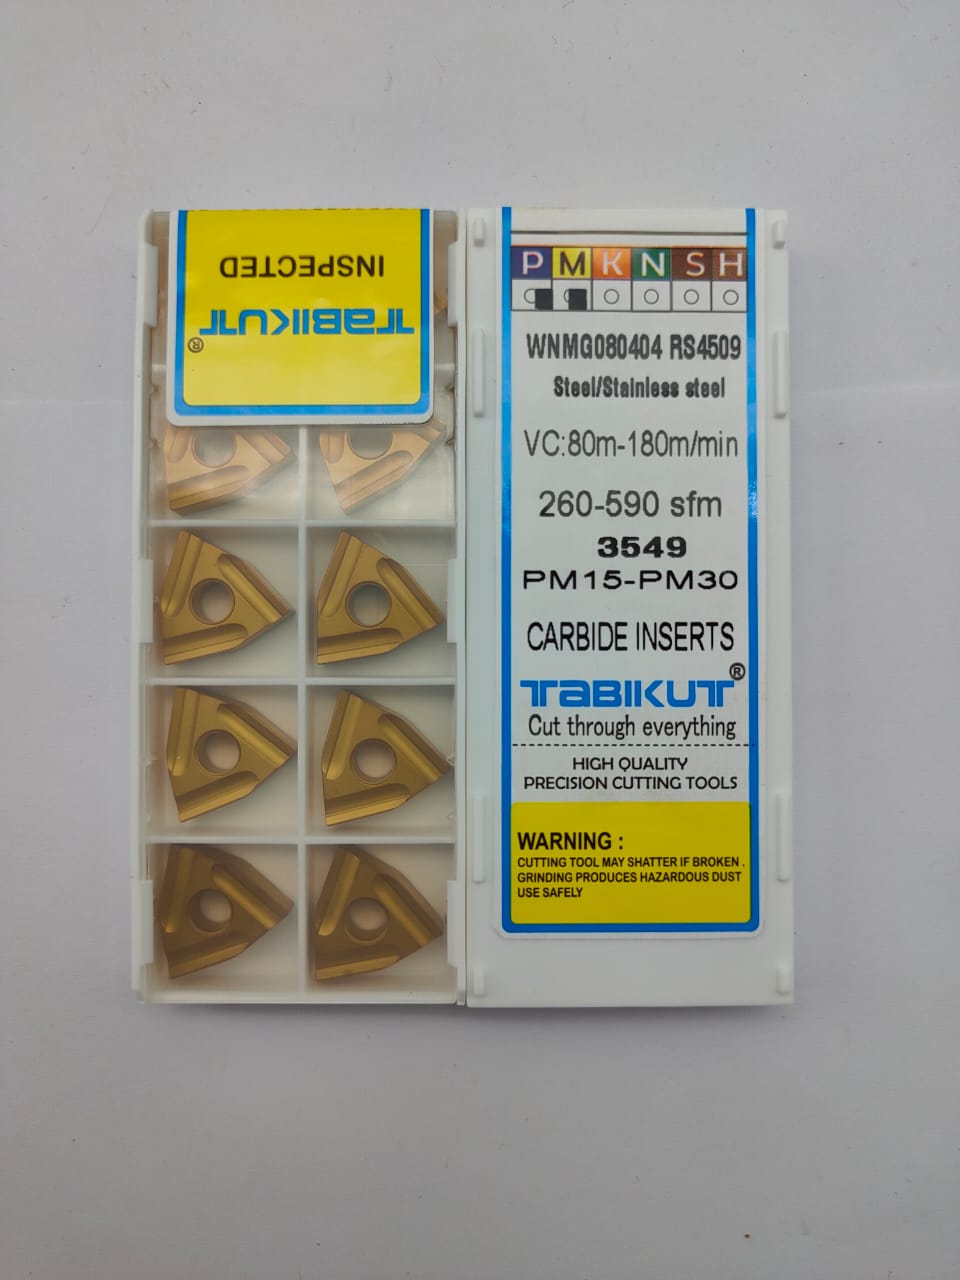 INSPECTED
TaBIKUT®
P M K N S H
WNMG080404 RS4509
Steel/Stainless steel
VC:80m-180m/min
260-590 sfm
3549
PM15-PM30
CARBIDE INSERTS
TaBIKUT®
Cut through everything
HIGH QUALITY
PRECISION CUTTING TOOLS
WARNING :
CUTTING TOOL MAY SHATTER IF BROKEN .
GRINDING PRODUCES HAZARDOUS DUST
USE SAFELY